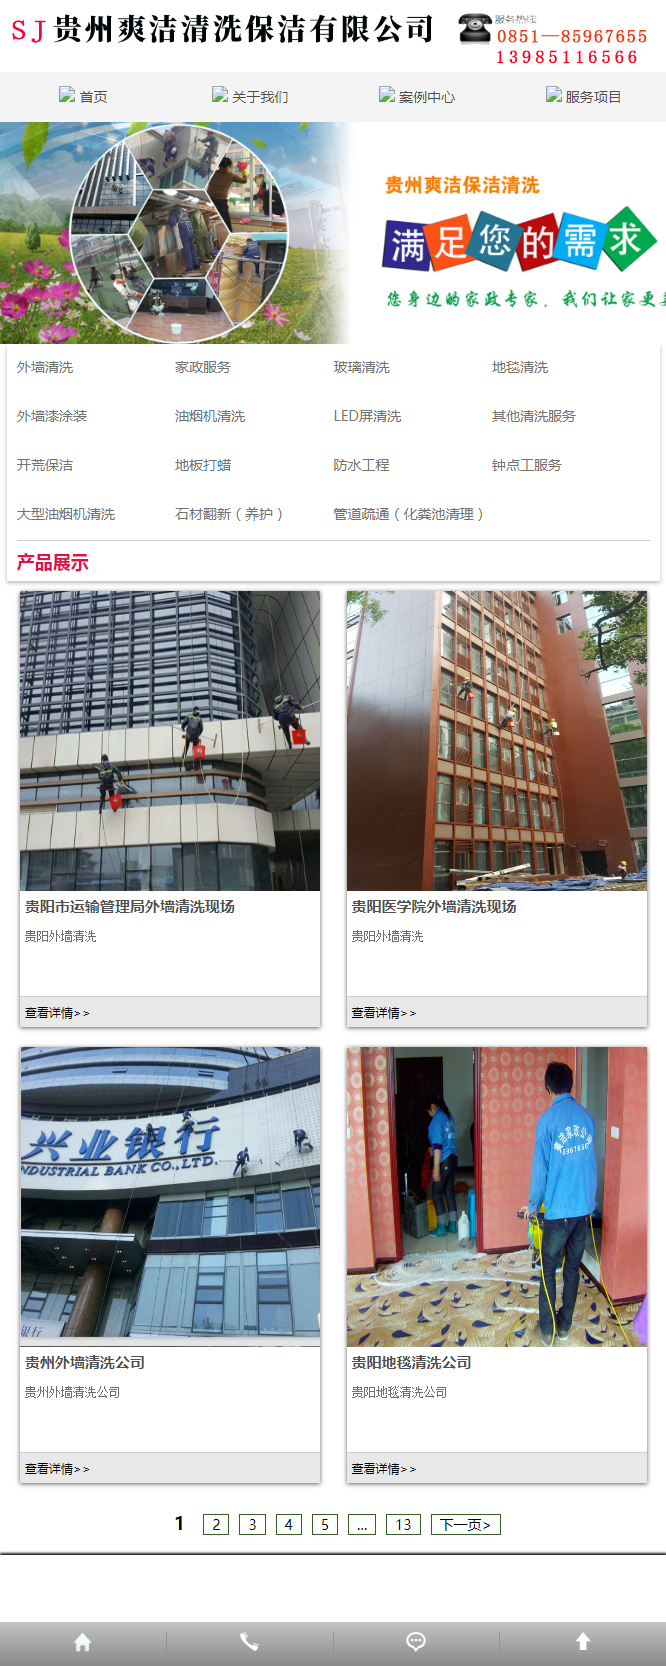 SJ 贵州爽洁清洗保洁有限公司
服务热线
0851—85967655
13985116566
首页 关于我们 案例中心 服务项目
贵州爽洁保洁清洗
满足您的需求
您身边的家政专家，我们让家更
外墙清洗 家政服务 玻璃清洗 地毯清洗
外墙漆涂装 油烟机清洗 LED屏清洗 其他清洗服务
开荒保洁 地板打蜡 防水工程 钟点工服务
大型油烟机清洗 石材翻新（养护） 管道疏通（化粪池清理）
产品展示
贵阳市运输管理局外墙清洗现场 贵阳医学院外墙清洗现场
贵阳外墙清洗 贵阳外墙清洗
查看详情>> 查看详情>>
兴业银行
INDUSTRIAL BANK CO.,LTD.
银行
爽洁家政公司
贵州外墙清洗公司 贵阳地毯清洗公司
贵州外墙清洗公司 贵阳地毯清洗公司
查看详情>> 查看详情>>
1 2 3 4 5 ... 13 下一页>